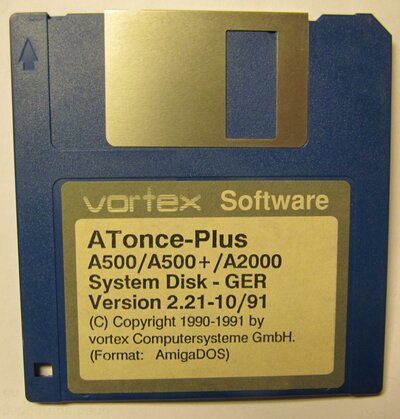 vortex Software
ATonce-Plus
A500/A500+/A2000
System Disk - GER
Version 2.21-10/91
(C) Copyright 1990-1991 by
vortex Computersysteme GmbH.
(Format: AmigaDOS)